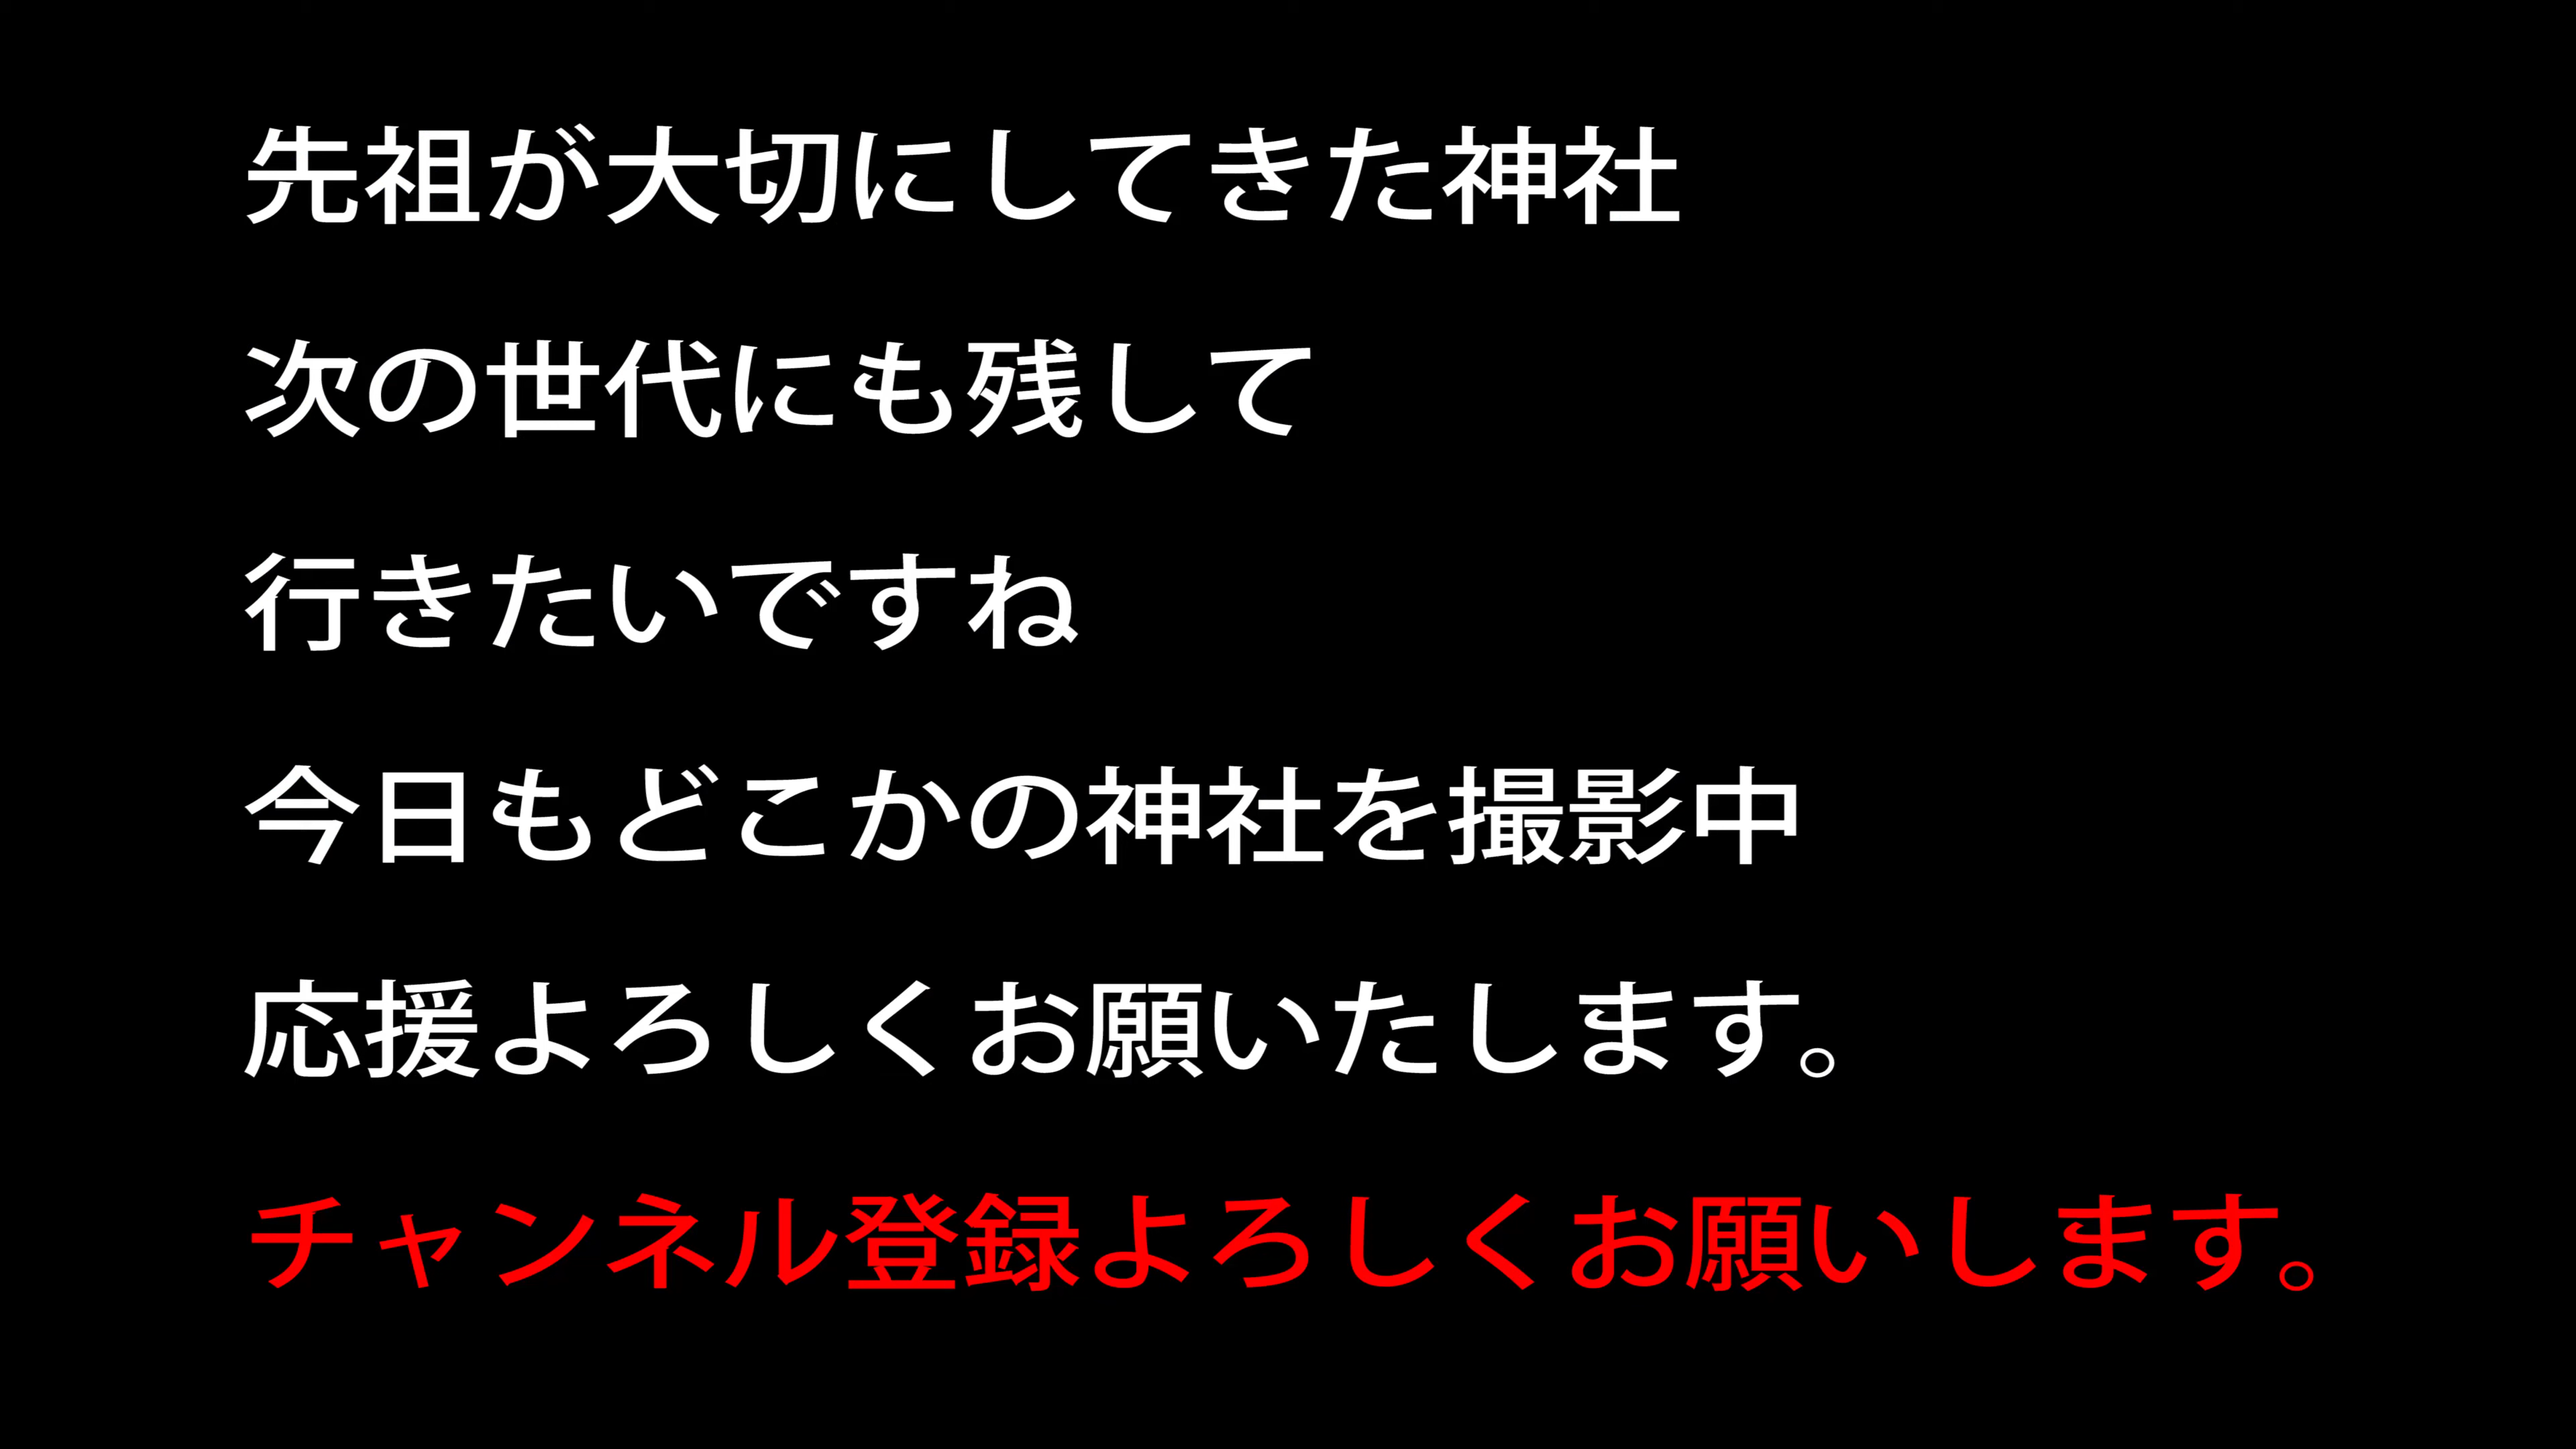 先祖が大切にしてきた神社
次の世代にも残して
行きたいですね
今日もどこかの神社を撮影中
応援よろしくお願いたします。
チャンネル登録よろしくお願いします。